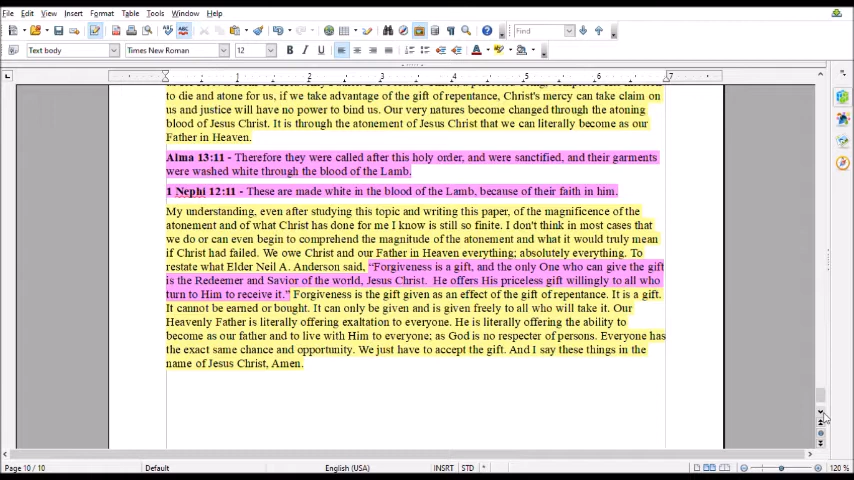 File Edit View Insert Format Table Tools Window Help
Find
Text body Times New Roman 12
1 2 3 4 5 6 7
to die and atone for us, if we take advantage of the gift of repentance, Christ's mercy can take claim on
us and justice will have no power to bind us. Our very natures become changed through the atoning
blood of Jesus Christ. It is through the atonement of Jesus Christ that we can literally become as our
Father in Heaven.
Alma 13:11 - Therefore they were called after this holy order, and were sanctified, and their garments
were washed white through the blood of the Lamb.
1 Nephi 12:11 - These are made white in the blood of the Lamb, because of their faith in him.
My understanding, even after studying this topic and writing this paper, of the magnificence of the
atonement and of what Christ has done for me I know is still so finite. I don't think in most cases that
we do or can even begin to comprehend the magnitude of the atonement and what it would truly mean
if Christ had failed. We owe Christ and our Father in Heaven everything; absolutely everything. To
restate what Elder Neil A. Anderson said, “Forgiveness is a gift, and the only One who can give the gift
is the Redeemer and Savior of the world, Jesus Christ. He offers His priceless gift willingly to all who
turn to Him to receive it.” Forgiveness is the gift given as an effect of the gift of repentance. It is a gift.
It cannot be earned or bought. It can only be given and is given freely to all who will take it. Our
Heavenly Father is literally offering exaltation to everyone. He is literally offering the ability to
become as our father and to live with Him to everyone; as God is no respecter of persons. Everyone has
the exact same chance and opportunity. We just have to accept the gift. And I say these things in the
name of Jesus Christ, Amen.
Page 10 / 10 Default English (USA) INSRT STD * 120 %